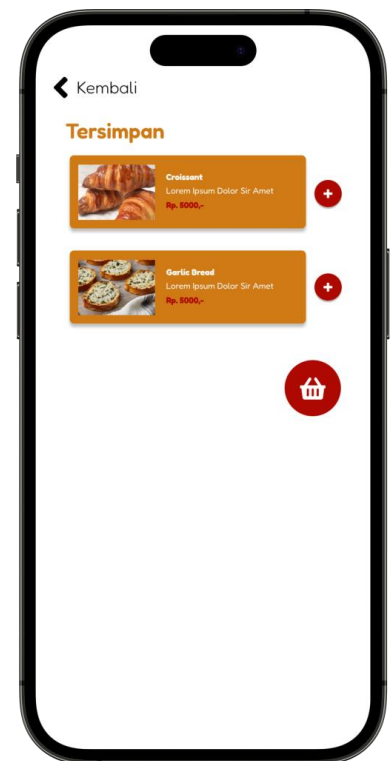 Kembali
Tersimpan
Croissant
Lorem Ipsum Dolor Sir Amet
Rp. 5000,-
Garlic Bread
Lorem Ipsum Dolor Sir Amet
Rp. 5000,-